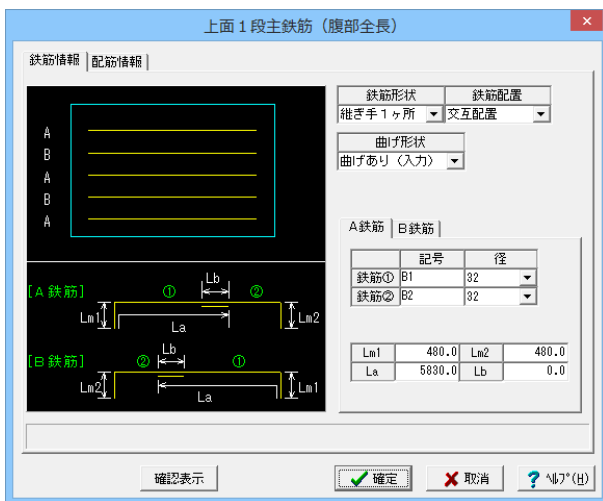 上面１段主鉄筋（腹部全長）
鉄筋情報 配筋情報
A
B
A
B
A
[A 鉄筋] ① Lb ②
Lm1 La Lm2
[B 鉄筋] ② Lb ①
Lm2 La Lm1
鉄筋形状 鉄筋配置
継ぎ手１ヶ所 交互配置
曲げ形状
曲げあり（入力）
A鉄筋 B鉄筋
記号 径
鉄筋① B1 32
鉄筋② B2 32
Lm1 480.0 Lm2 480.0
La 5830.0 Lb 0.0
確認表示 確定 取消 ? ﾍﾙﾌﾟ(H)